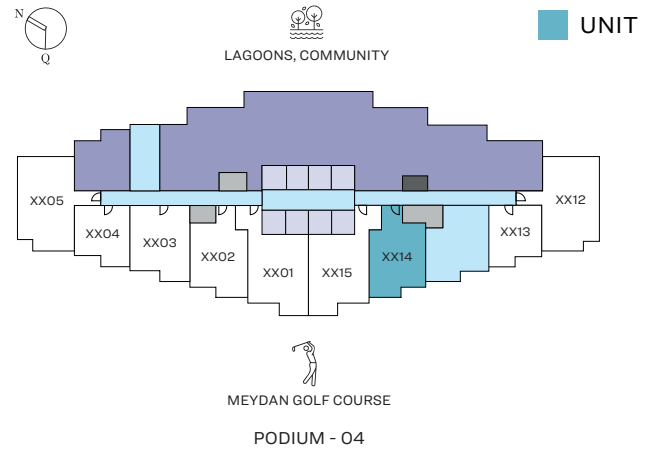 N
Q
LAGOONS, COMMUNITY
UNIT
XX05
XX04
XX03
XX02
XX01
XX15
XX14
XX13
XX12
MEYDAN GOLF COURSE
PODIUM - 04